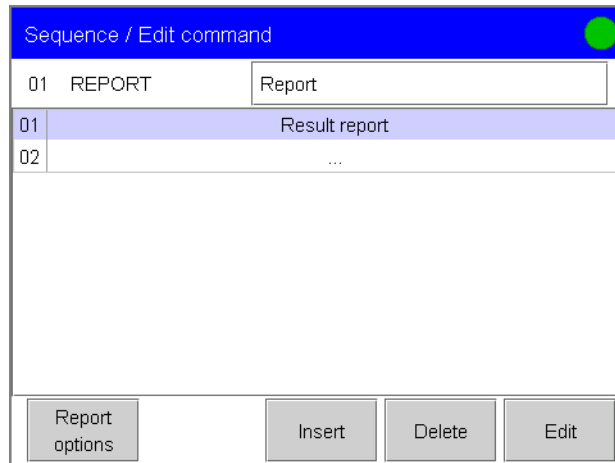 Sequence / Edit command
01 REPORT Report
01 Result report
02 ...
Report
options
Insert Delete Edit